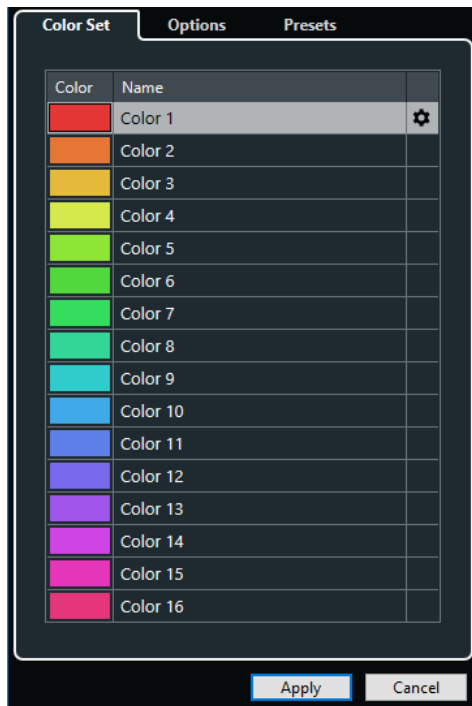 Color Set Options Presets
Color Name
Color 1
Color 2
Color 3
Color 4
Color 5
Color 6
Color 7
Color 8
Color 9
Color 10
Color 11
Color 12
Color 13
Color 14
Color 15
Color 16
Apply Cancel